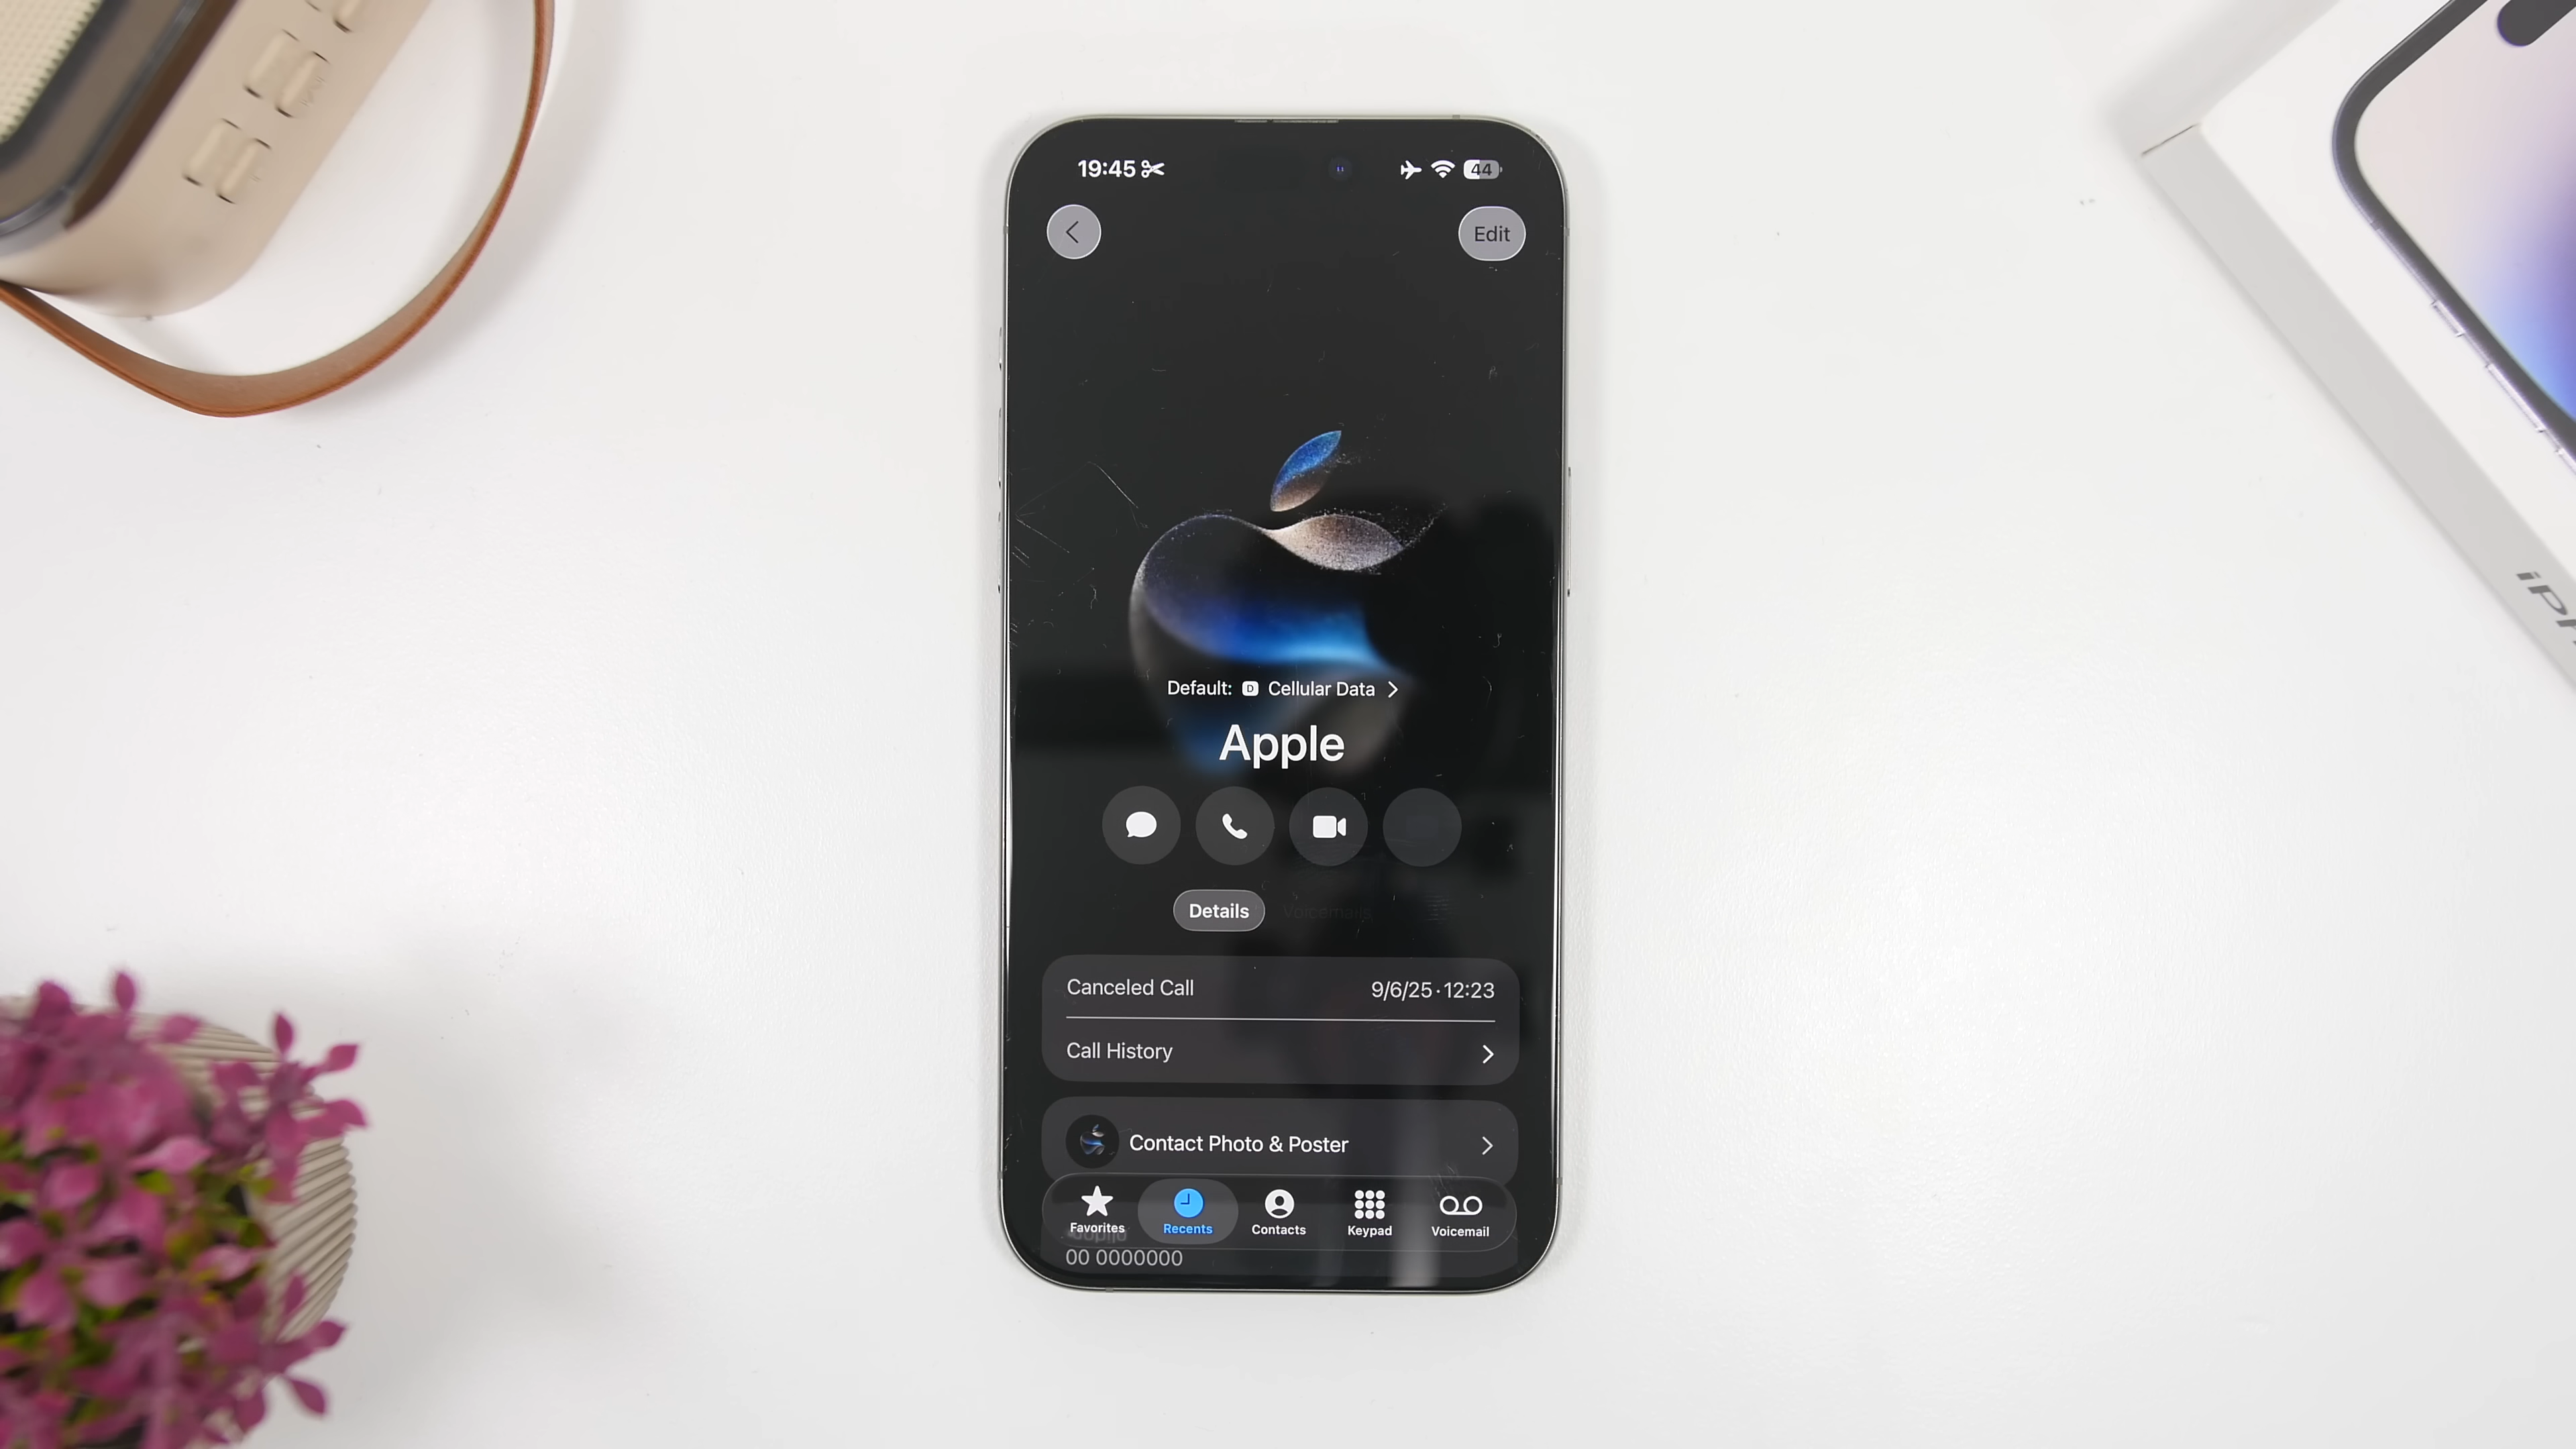 19:45
44
Edit
Default: D Cellular Data
Apple
Details Voicemails
Canceled Call 9/6/25 · 12:23
Call History
Contact Photo & Poster
Favorites Recents Contacts Keypad Voicemail
00 0000000